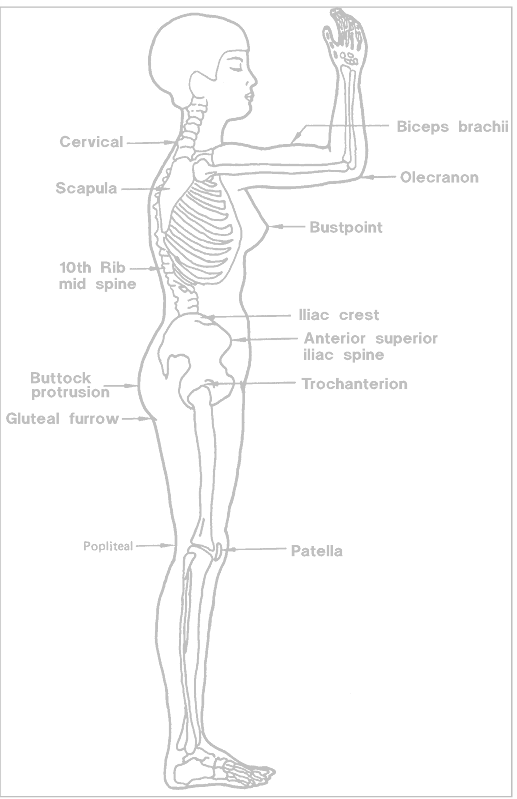 Biceps brachii
Cervical
Olecranon
Scapula
Bustpoint
10th Rib
mid spine
Iliac crest
Anterior superior
iliac spine
Buttock
protrusion
Trochanterion
Gluteal furrow
Popliteal
Patella